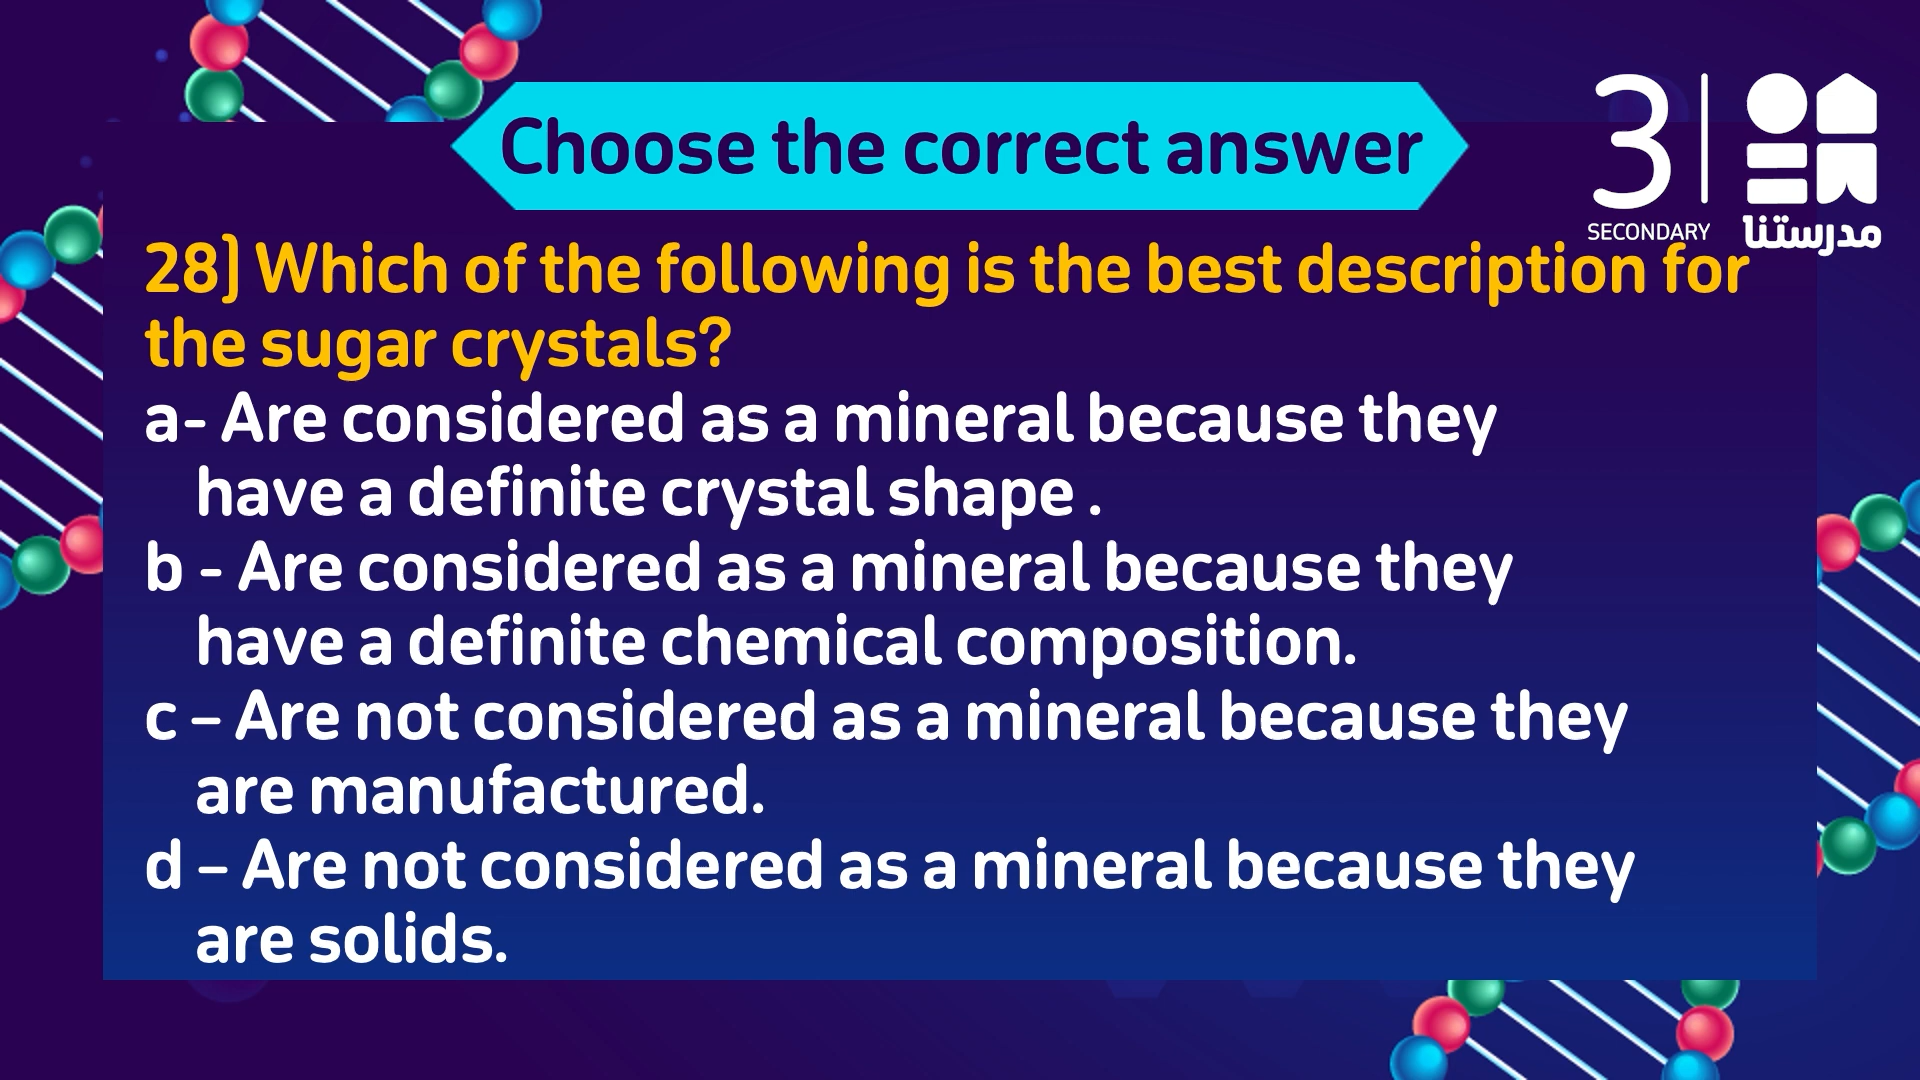 Choose the correct answer
3
SECONDARY
مدرستنا
28) Which of the following is the best description for
the sugar crystals?
a- Are considered as a mineral because they
have a definite crystal shape .
b - Are considered as a mineral because they
have a definite chemical composition.
c – Are not considered as a mineral because they
are manufactured.
d – Are not considered as a mineral because they
are solids.